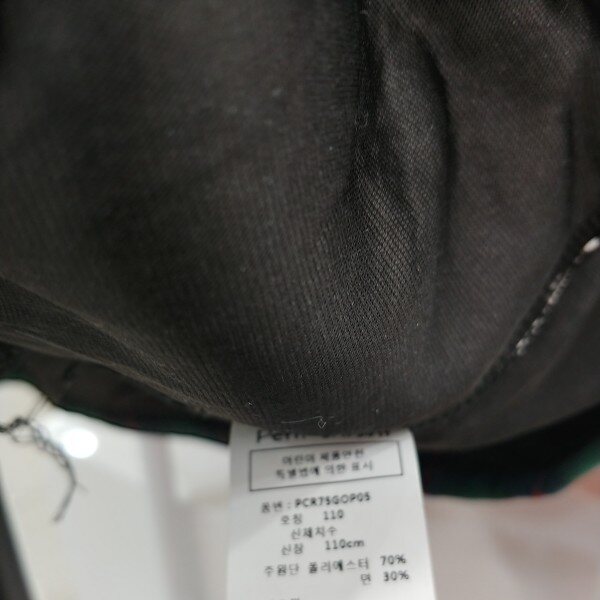 어린이 제품안전
특별법에 의한 표시
품번 : PCR75GOP05
호칭 110
신체치수
신장 110cm
주원단 폴리에스터 70%
면 30%